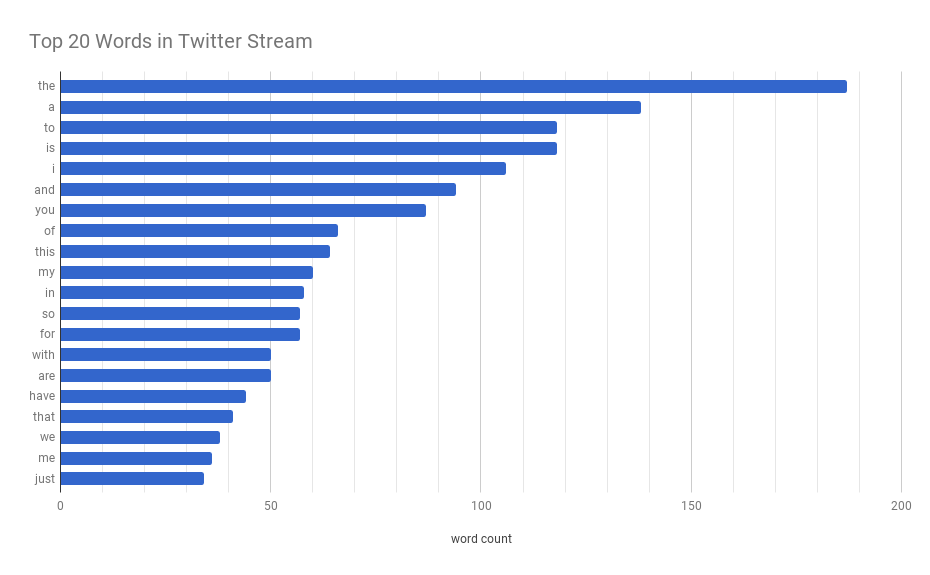 Top 20 Words in Twitter Stream
the
a
to
is
i
and
you
of
this
my
in
so
for
with
are
have
that
we
me
just
0 50 100 150 200
word count